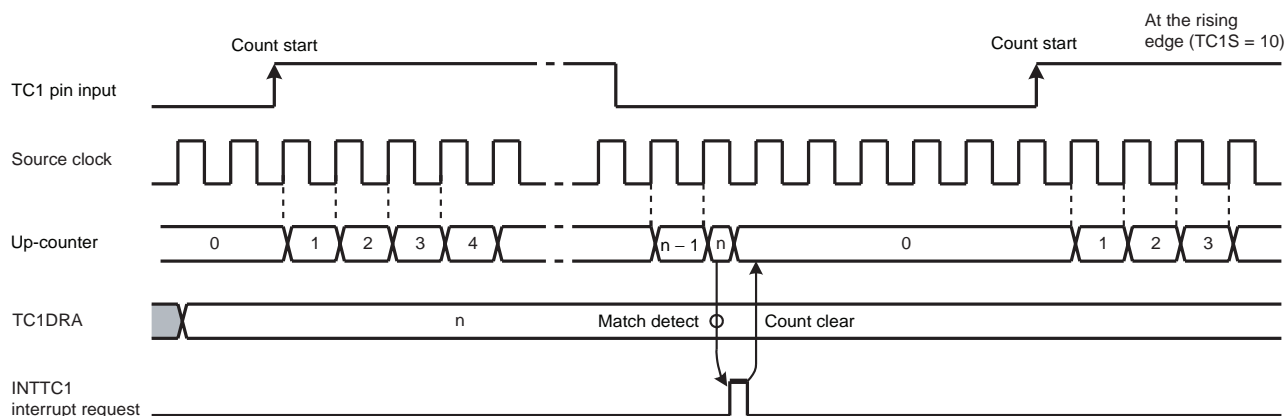 At the rising
edge (TC1S = 10)
Count start
Count start
TC1 pin input
Source clock
Up-counter
0
1
2
3
4
n – 1
n
0
1
2
3
TC1DRA
n
Match detect
Count clear
INTTC1
interrupt request